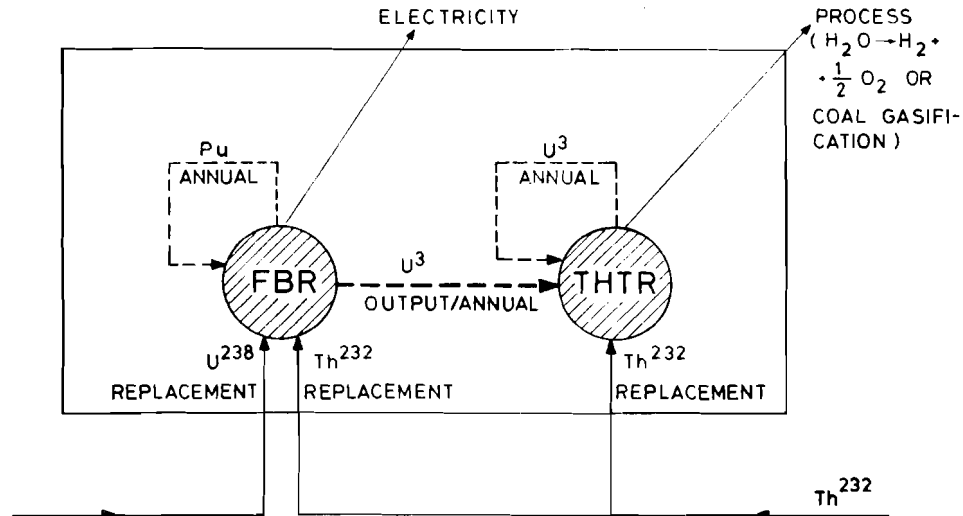 ELECTRICITY
PROCESS
( H₂O → H₂ +
+ ½ O₂ OR
COAL GASIFI-
CATION )
Pu
ANNUAL
U³
ANNUAL
FBR
U³
OUTPUT/ANNUAL
THTR
U²³⁸
REPLACEMENT
Th²³²
REPLACEMENT
Th²³²
REPLACEMENT
Th²³²